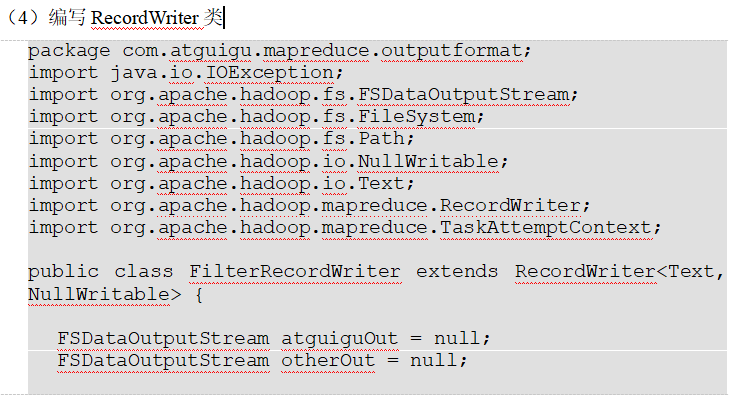 （4）编写 RecordWriter 类
package com.atguigu.mapreduce.outputformat;
import java.io.IOException;
import org.apache.hadoop.fs.FSDataOutputStream;
import org.apache.hadoop.fs.FileSystem;
import org.apache.hadoop.fs.Path;
import org.apache.hadoop.io.NullWritable;
import org.apache.hadoop.io.Text;
import org.apache.hadoop.mapreduce.RecordWriter;
import org.apache.hadoop.mapreduce.TaskAttemptContext;
public class FilterRecordWriter extends RecordWriter<Text,
NullWritable> {
FSDataOutputStream atguiguOut = null;
FSDataOutputStream otherOut = null;